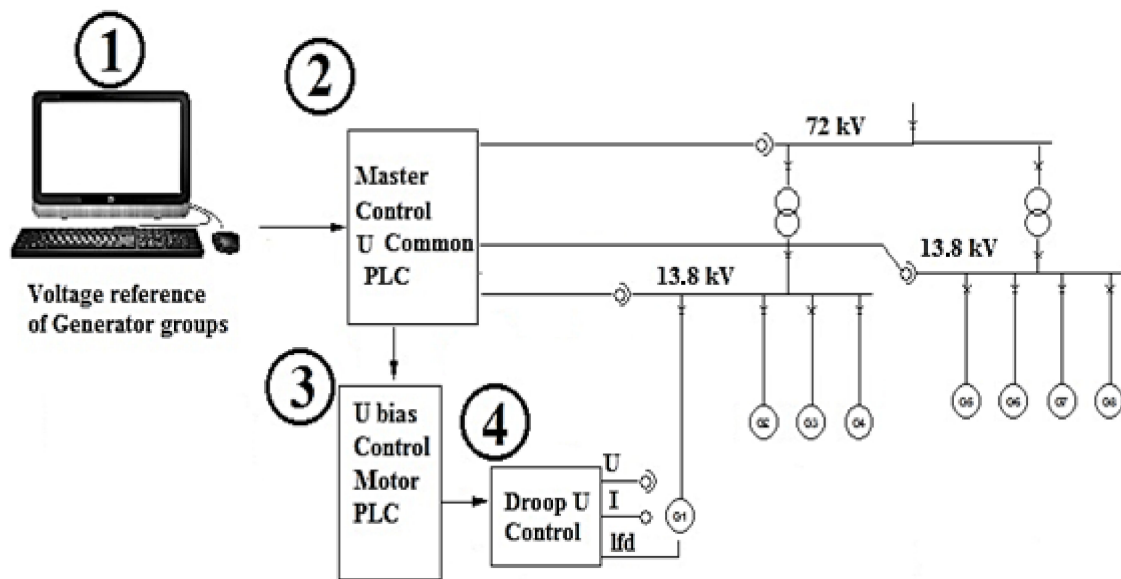 1
2
72 kV
Master
Control
U Common
PLC
13.8 kV
13.8 kV
Voltage reference
of Generator groups
3
U bias
Control
Motor
PLC
4
Droop U
Control
U
I
lfd
G1
G2
G3
G4
G5
G6
G7
G8